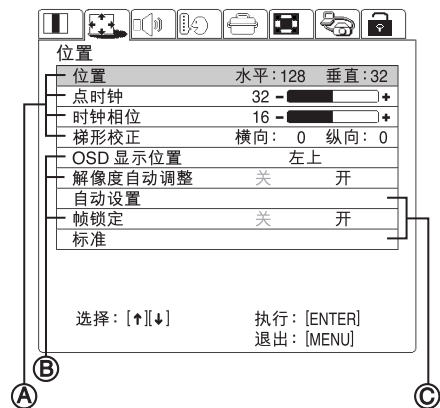 位置
位置 水平:128 垂直:32
点时钟 32 - +
时钟相位 16 - +
梯形校正 横向: 0 纵向: 0
OSD 显示位置 左上
解像度自动调整 关 开
自动设置
帧锁定 关 开
标准
选择: [↑][↓] 执行: [ENTER]
退出: [MENU]
Ⓑ
Ⓐ Ⓒ